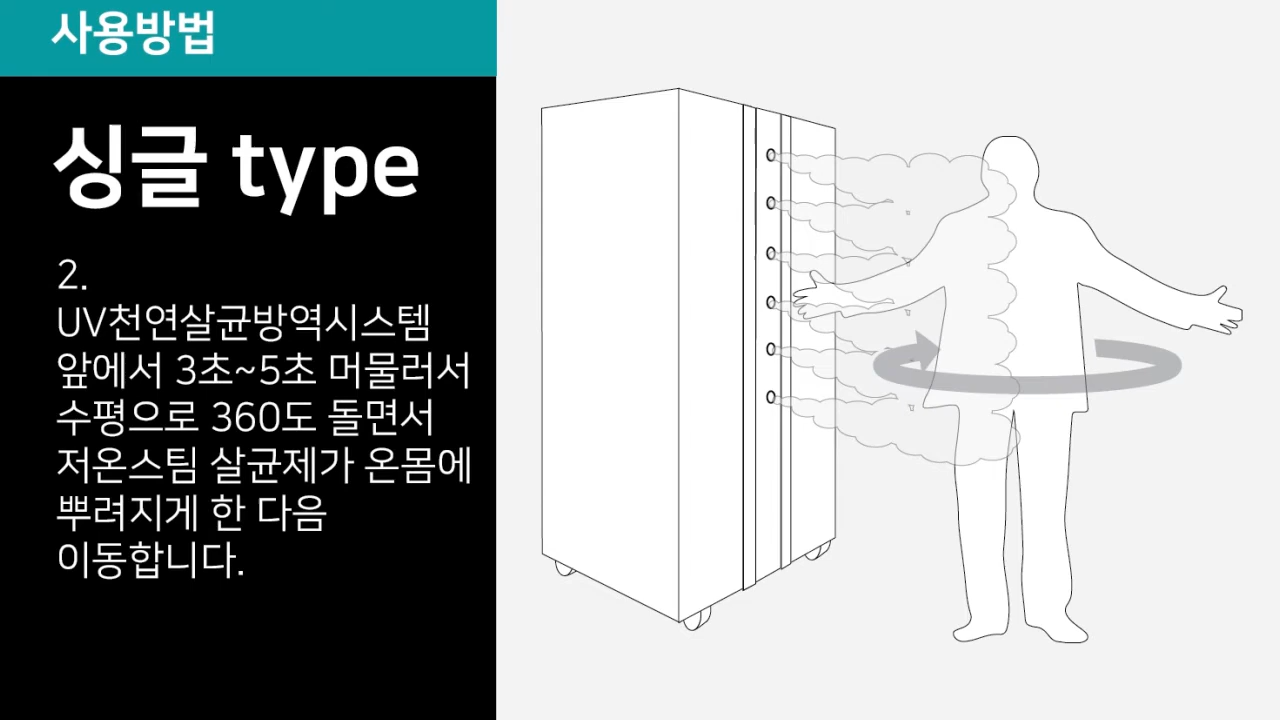 사용방법
싱글 type
2.
UV천연살균방역시스템
앞에서 3초~5초 머물러서
수평으로 360도 돌면서
저온스팀 살균제가 온몸에
뿌려지게 한 다음
이동합니다.